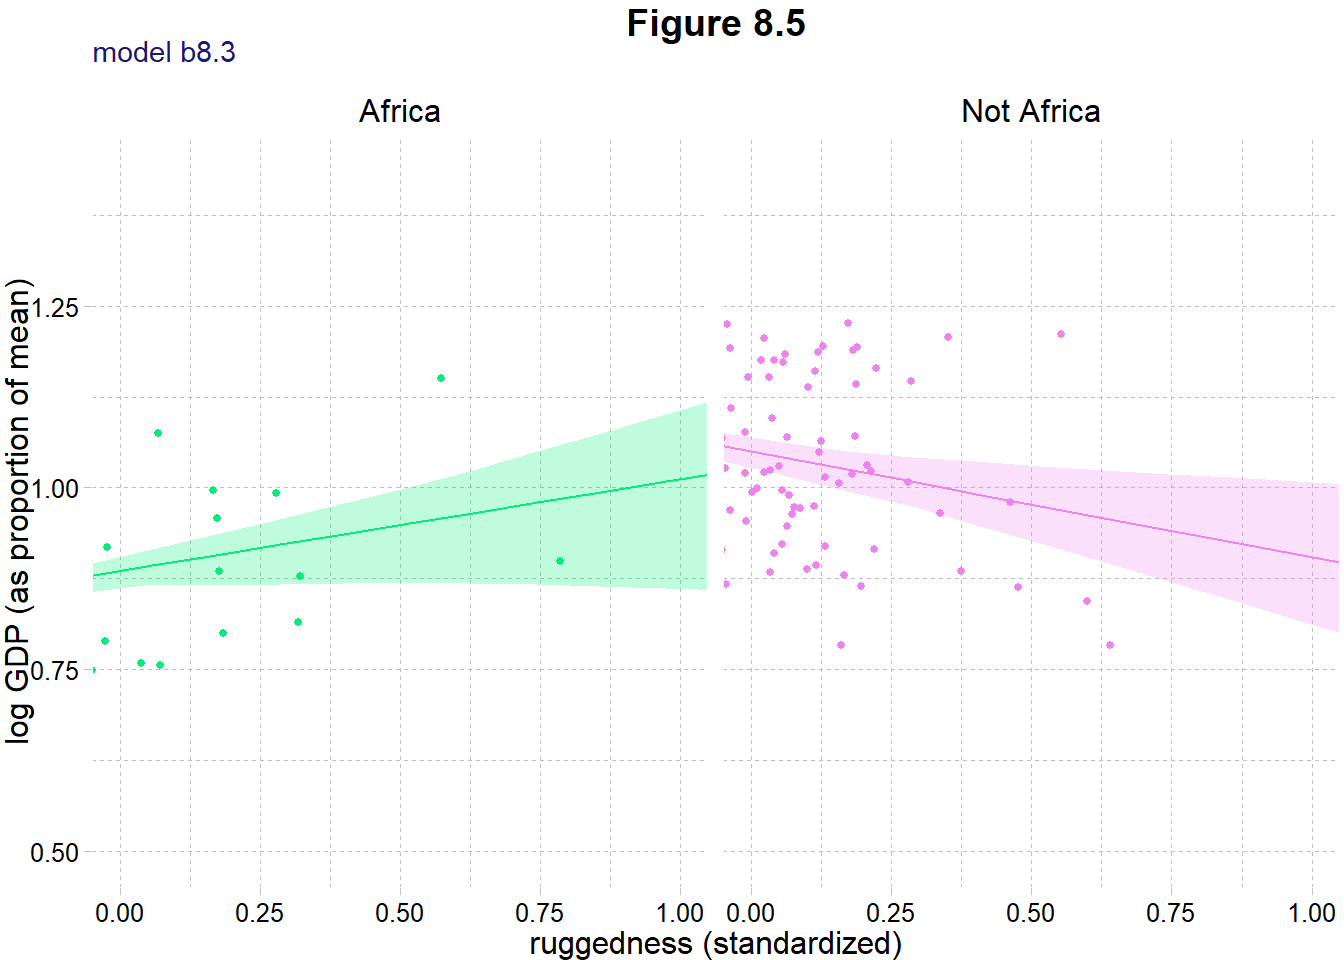 Figure 8.5
model b8.3
Africa
Not Africa
log GDP (as proportion of mean)
1.25
1.00
0.75
0.50
0.00 0.25 0.50 0.75 1.00
0.00 0.25 0.50 0.75 1.00
ruggedness (standardized)